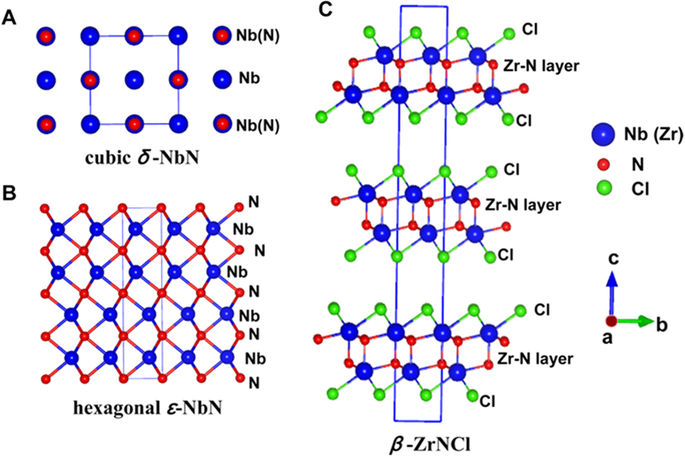 A
Nb(N)
Nb
Nb(N)
cubic δ-NbN
B
N
Nb
N
Nb
N
Nb
N
Nb
N
hexagonal ε-NbN
C
Cl
Zr-N layer
Cl
Cl
Zr-N layer
Cl
Cl
Zr-N layer
Cl
β-ZrNCl
Nb (Zr)
N
Cl
c
a
b